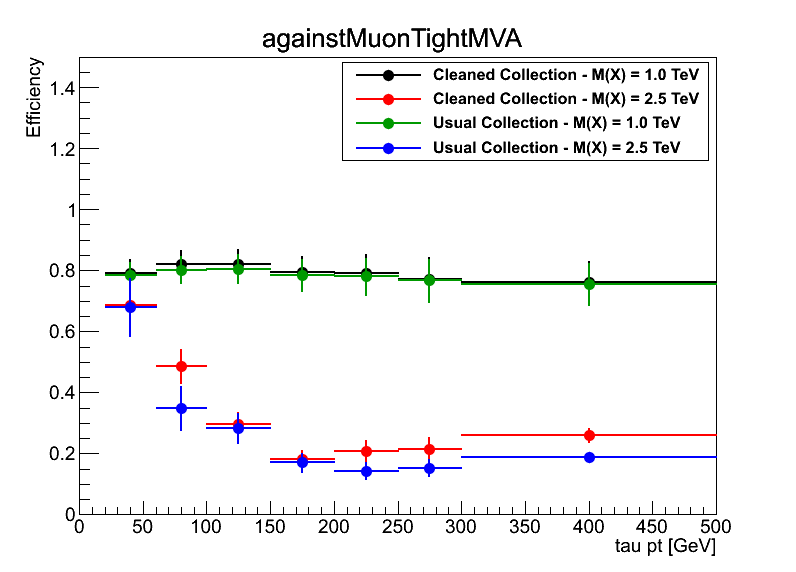 againstMuonTightMVA
Efficiency
Cleaned Collection - M(X) = 1.0 TeV
Cleaned Collection - M(X) = 2.5 TeV
Usual Collection - M(X) = 1.0 TeV
Usual Collection - M(X) = 2.5 TeV
1.4
1.2
1
0.8
0.6
0.4
0.2
0
0 50 100 150 200 250 300 350 400 450 500
tau pt [GeV]